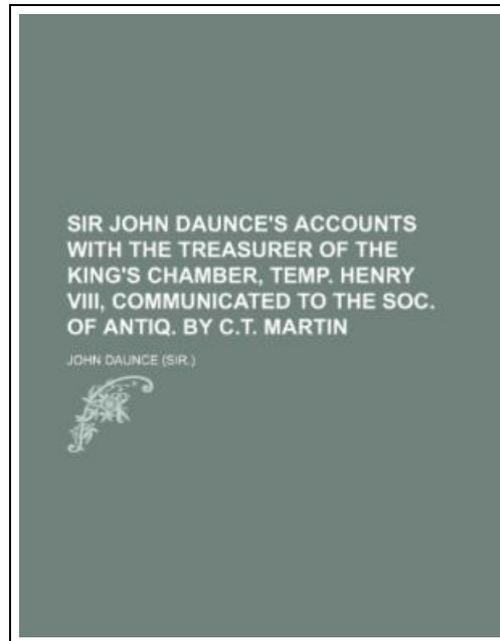 SIR JOHN DAUNCE'S ACCOUNTS
WITH THE TREASURER OF THE
KING'S CHAMBER, TEMP. HENRY
VIII, COMMUNICATED TO THE SOC.
OF ANTIQ. BY C.T. MARTIN
JOHN DAUNCE (SIR.)